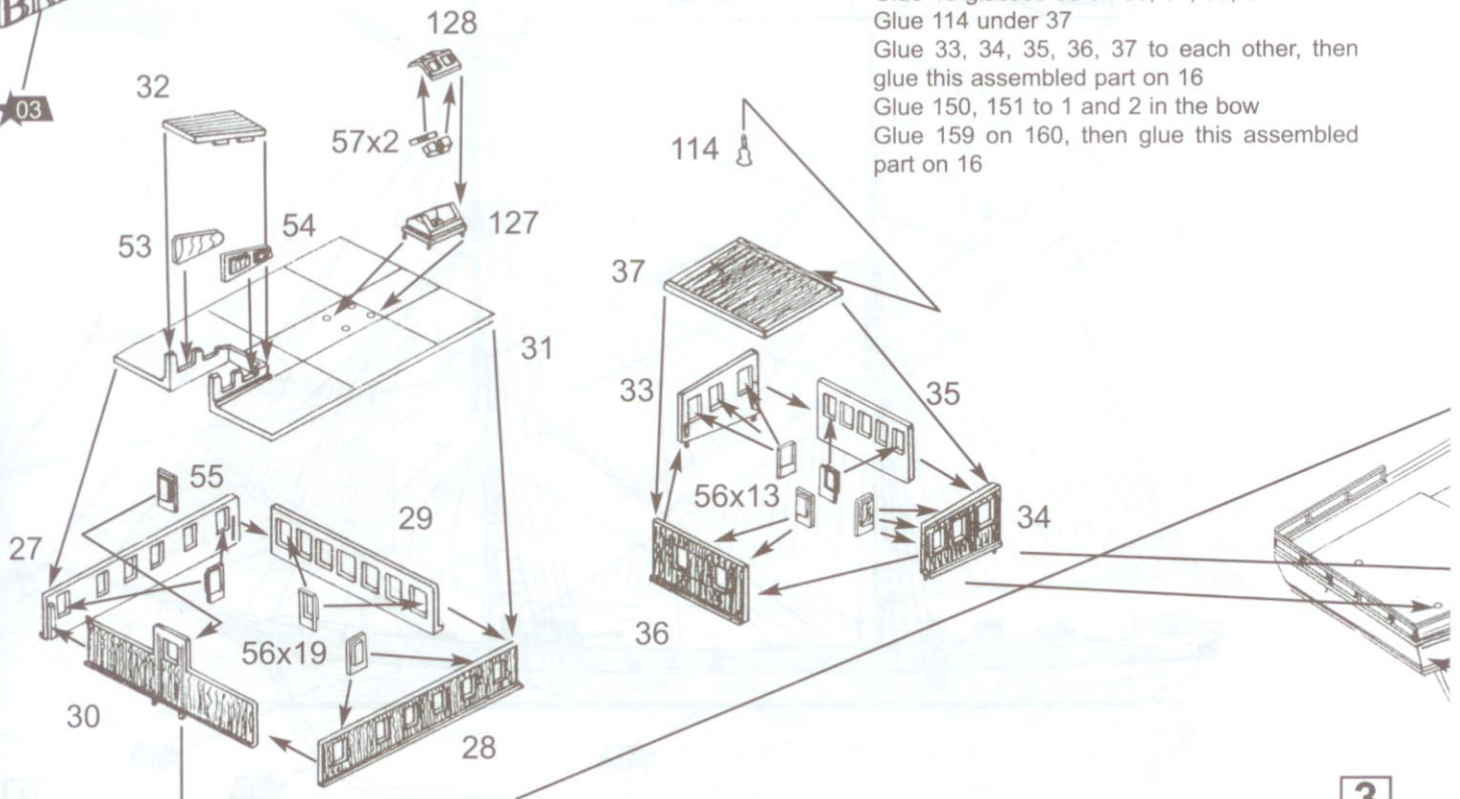 128
32
03
57x2
114
53
54
127
37
31
33
35
55
56x13
29
34
27
36
56x19
30
28
Glue 114 under 37
Glue 33, 34, 35, 36, 37 to each other, then
glue this assembled part on 16
Glue 150, 151 to 1 and 2 in the bow
Glue 159 on 160, then glue this assembled
part on 16
3